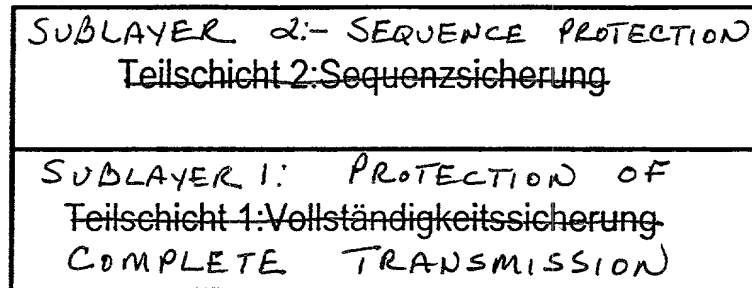 SUBLAYER 2:- SEQUENCE PROTECTION
Teilschicht 2:Sequenzsicherung
SUBLAYER 1: PROTECTION OF
Teilschicht 1:Vollständigkeitssicherung
COMPLETE TRANSMISSION